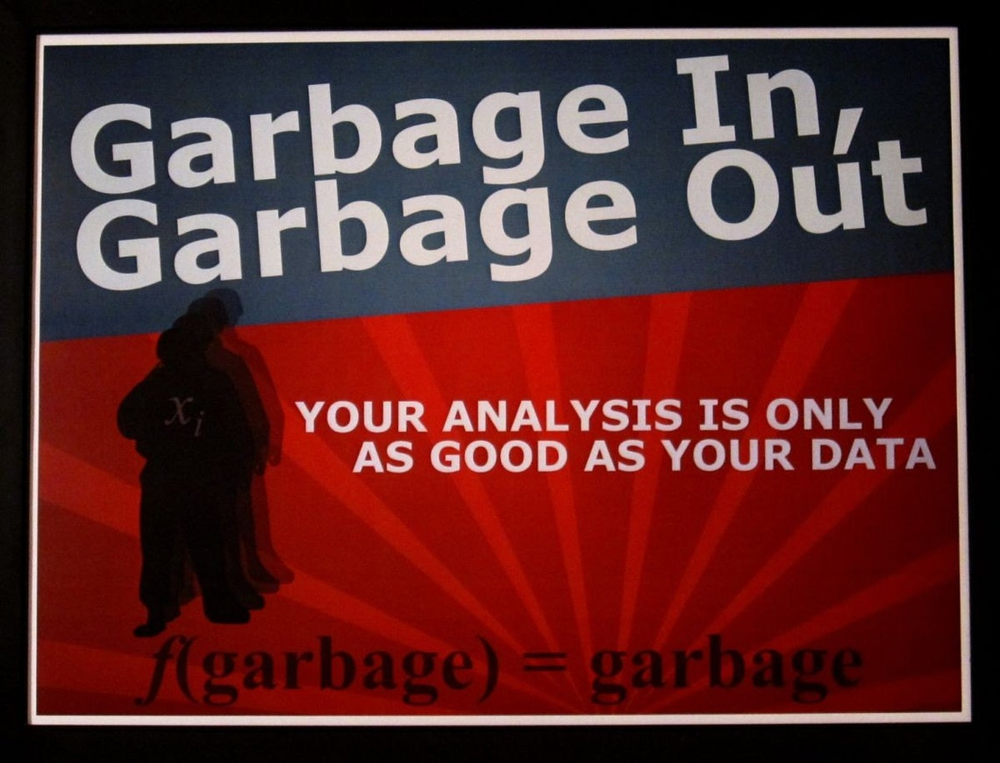 Garbage In,
Garbage Out
x_i
YOUR ANALYSIS IS ONLY
AS GOOD AS YOUR DATA
f(garbage) = garbage